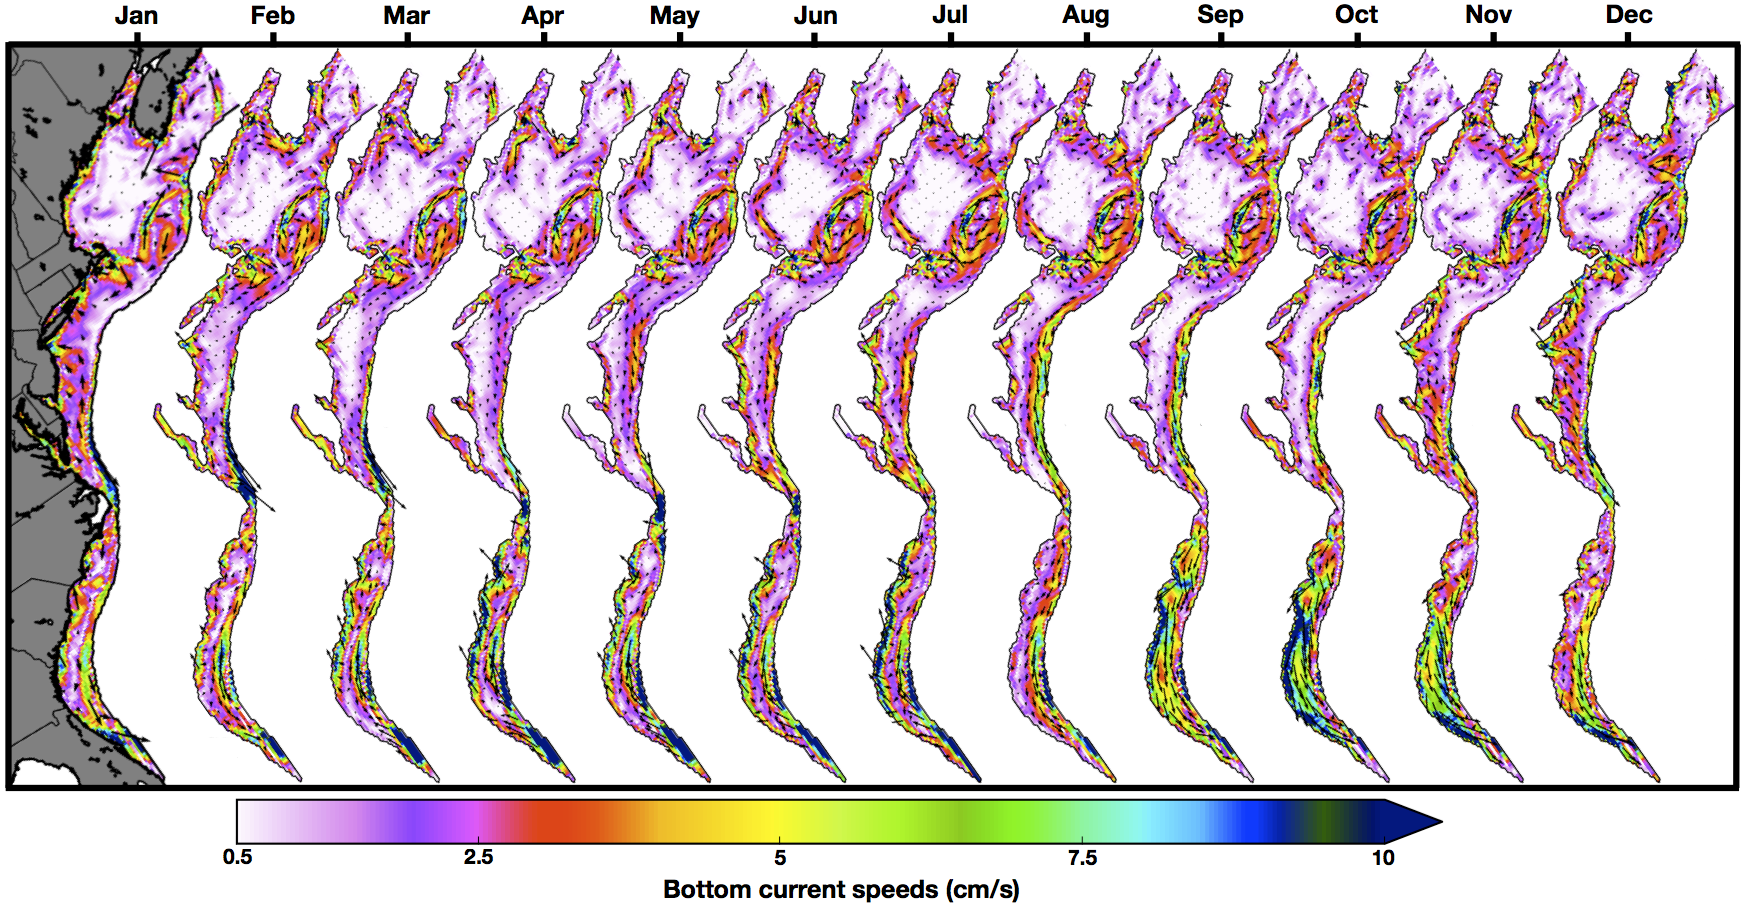 Jan Feb Mar Apr May Jun Jul Aug Sep Oct Nov Dec
0.5 2.5 5 7.5 10
Bottom current speeds (cm/s)